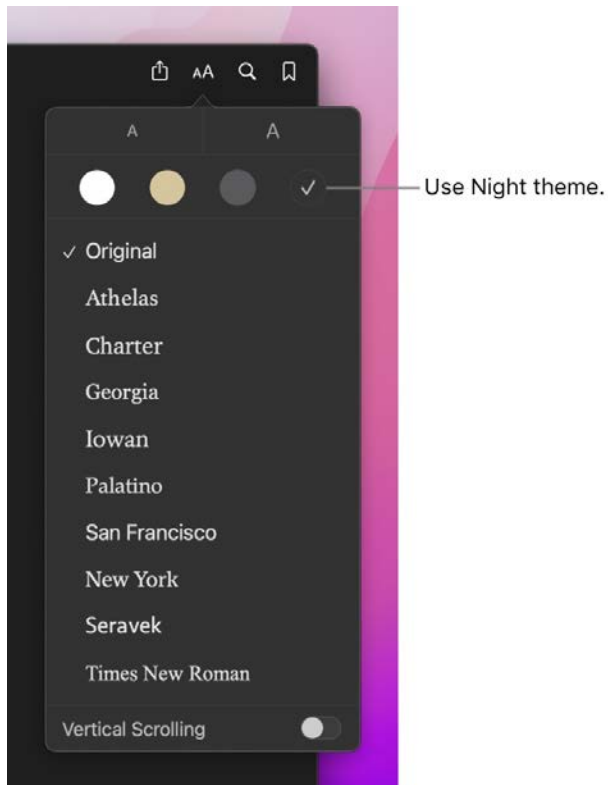 AA
A A
Use Night theme.
Original
Athelas
Charter
Georgia
Iowan
Palatino
San Francisco
New York
Seravek
Times New Roman
Vertical Scrolling